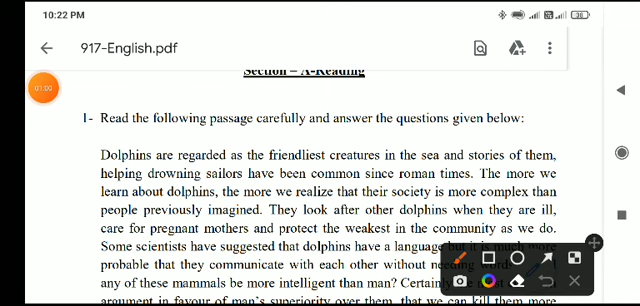 10:22 PM
38
917-English.pdf
Section – A-Reading
01:00
1- Read the following passage carefully and answer the questions given below:
Dolphins are regarded as the friendliest creatures in the sea and stories of them,
helping drowning sailors have been common since roman times. The more we
learn about dolphins, the more we realize that their society is more complex than
people previously imagined. They look after other dolphins when they are ill,
care for pregnant mothers and protect the weakest in the community as we do.
Some scientists have suggested that dolphins have a language but it is much more
probable that they communicate with each other without needing words.
any of these mammals be more intelligent than man? Certainly
argument in favour of man's superiority over them that we can kill them more